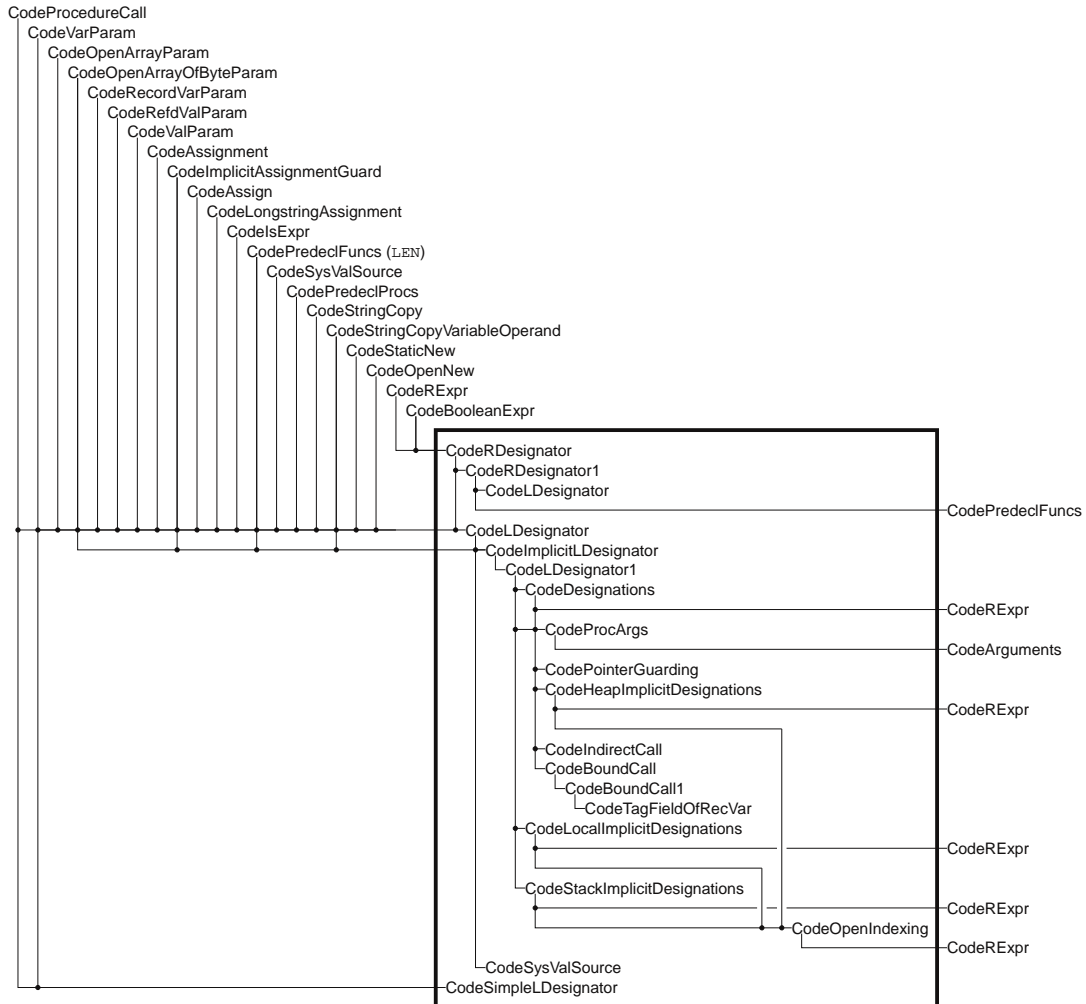 CodeProcedureCall
CodeVarParam
CodeOpenArrayParam
CodeOpenArrayOfByteParam
CodeRecordVarParam
CodeRefdValParam
CodeValParam
CodeAssignment
CodeImplicitAssignmentGuard
CodeAssign
CodeLongstringAssignment
CodeIsExpr
CodePredeclFuncs (LEN)
CodeSysValSource
CodePredeclProcs
CodeStringCopy
CodeStringCopyVariableOperand
CodeStaticNew
CodeOpenNew
CodeRExpr
CodeBooleanExpr
CodeRDesignator
CodeRDesignator1
CodeLDesignator
CodePredeclFuncs
CodeLDesignator
CodeImplicitLDesignator
CodeLDesignator1
CodeDesignations
CodeRExpr
CodeProcArgs
CodeArguments
CodePointerGuarding
CodeHeapImplicitDesignations
CodeRExpr
CodeIndirectCall
CodeBoundCall
CodeBoundCall1
CodeTagFieldOfRecVar
CodeLocalImplicitDesignations
CodeRExpr
CodeStackImplicitDesignations
CodeRExpr
CodeOpenIndexing
CodeRExpr
CodeSysValSource
CodeSimpleLDesignator